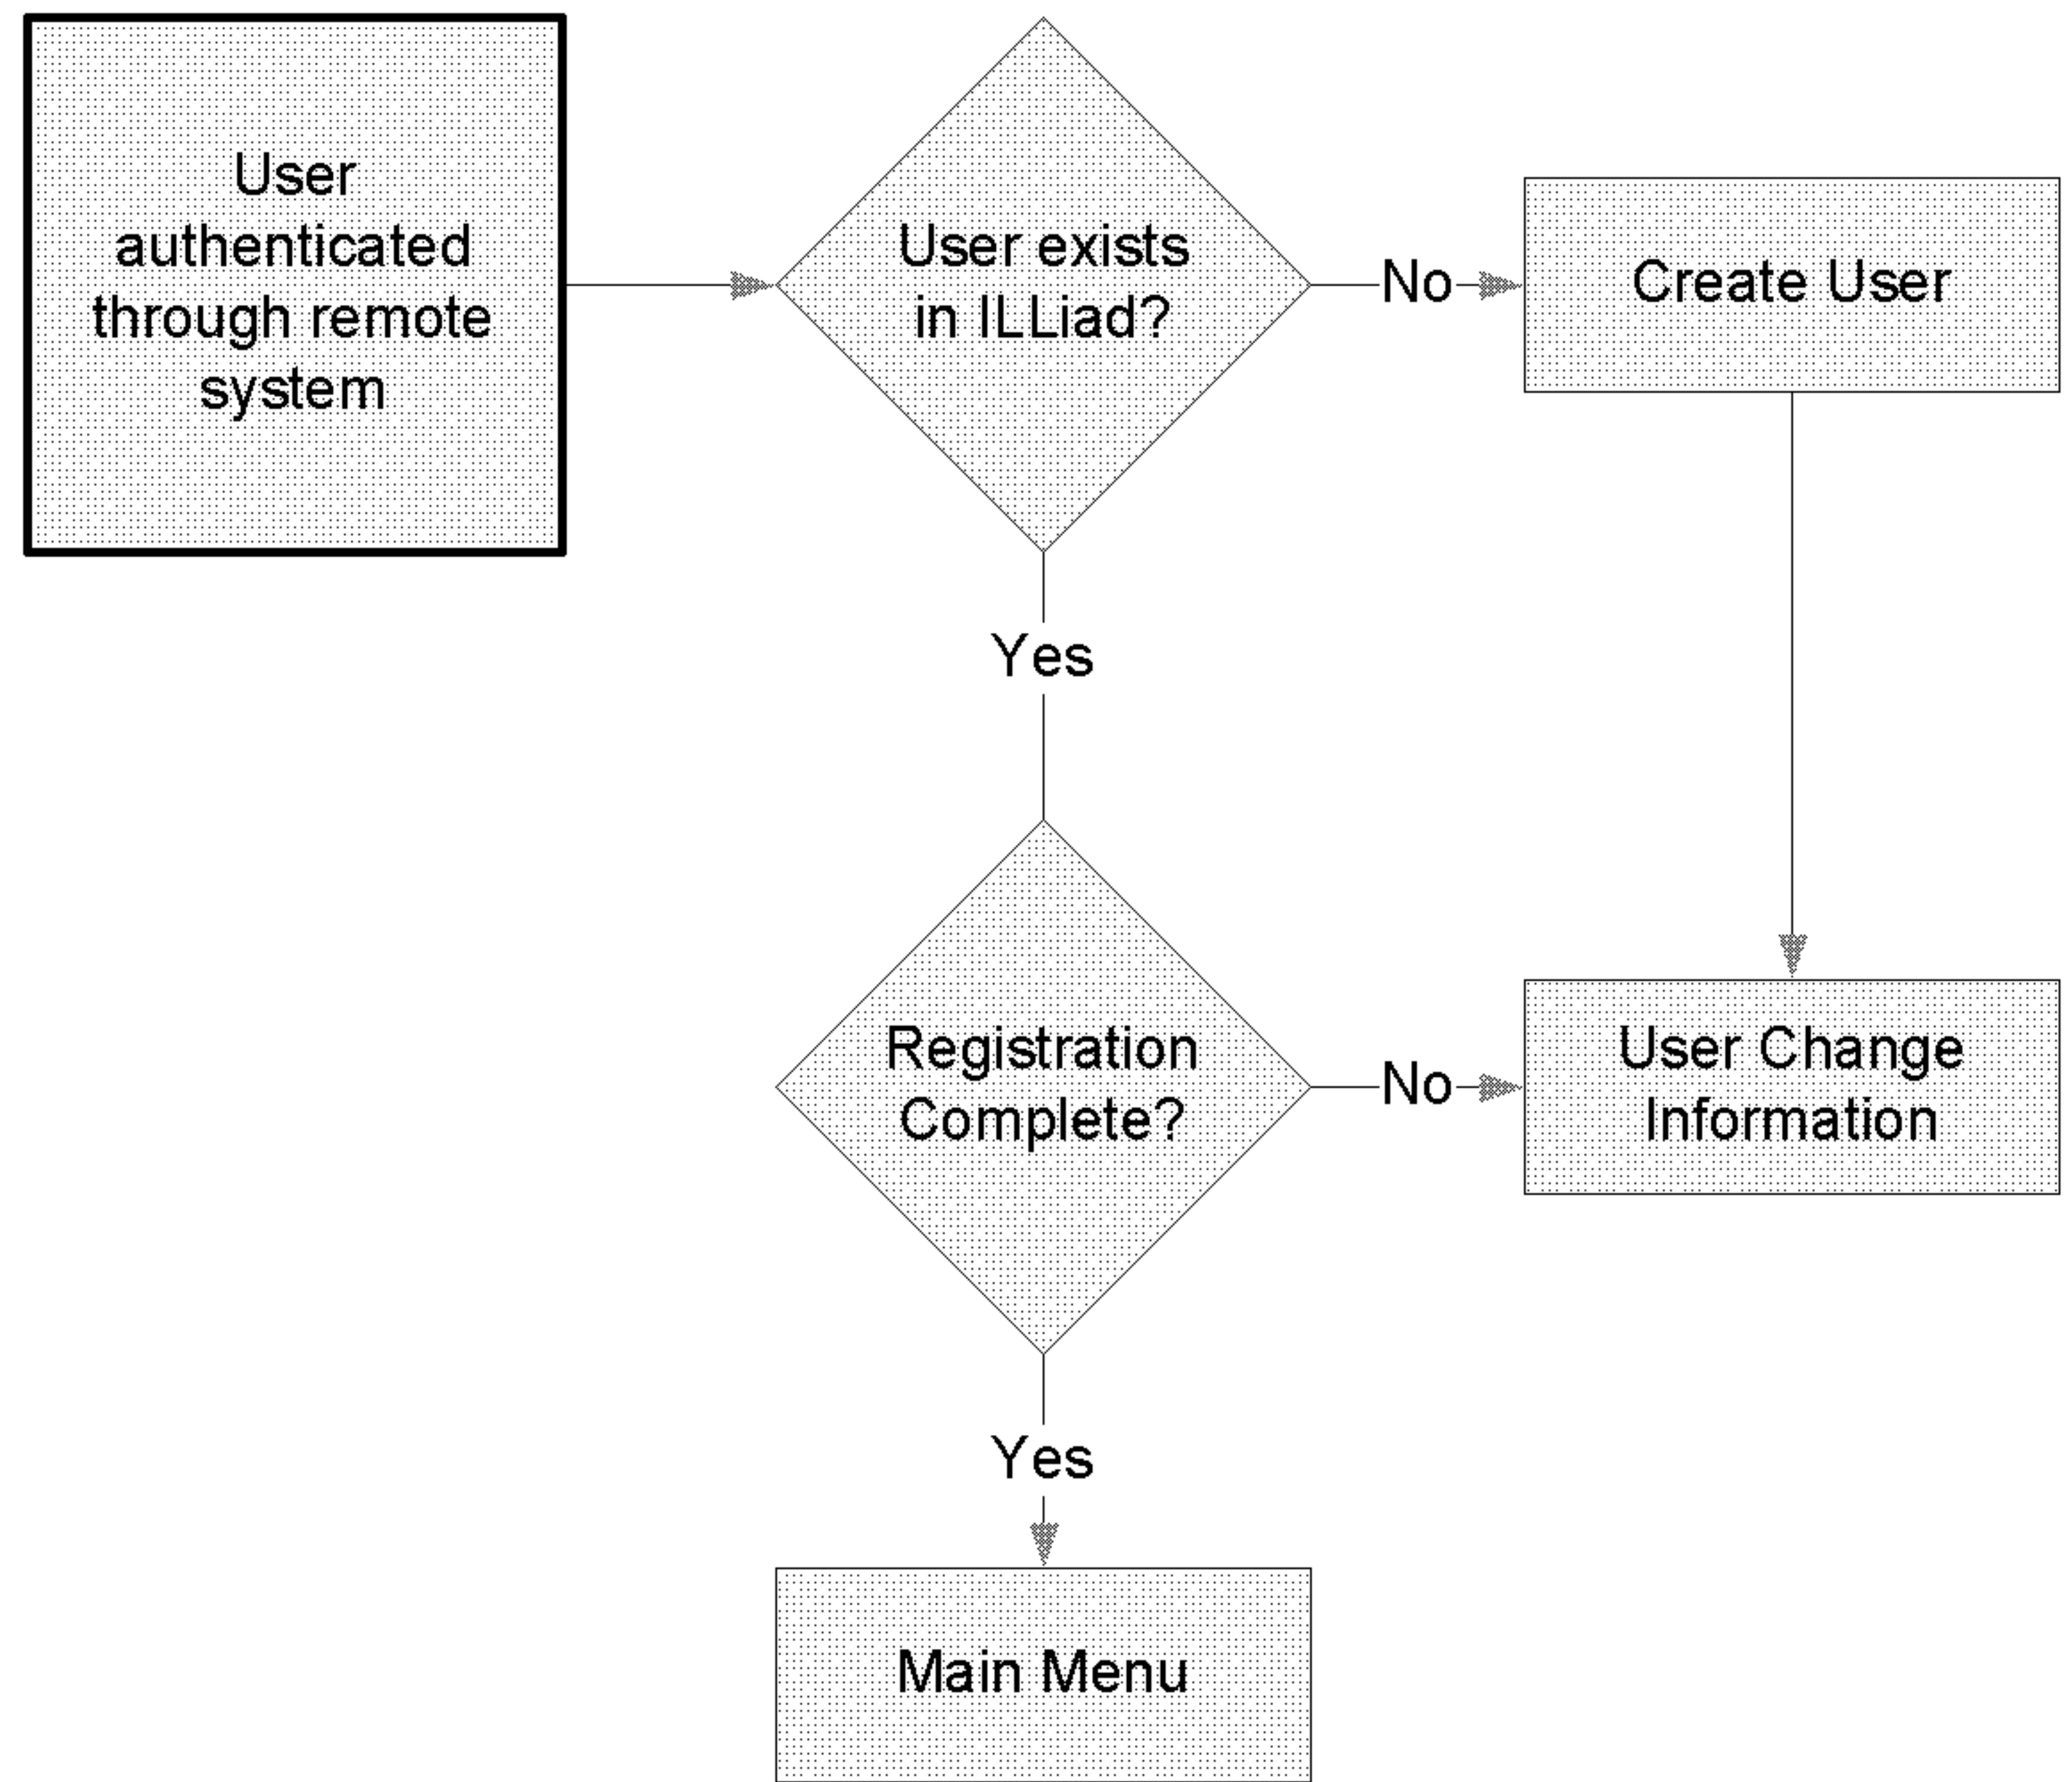 User
authenticated
through remote
system
User exists
in ILLiad?
No
Create User
Yes
Registration
Complete?
No
User Change
Information
Yes
Main Menu